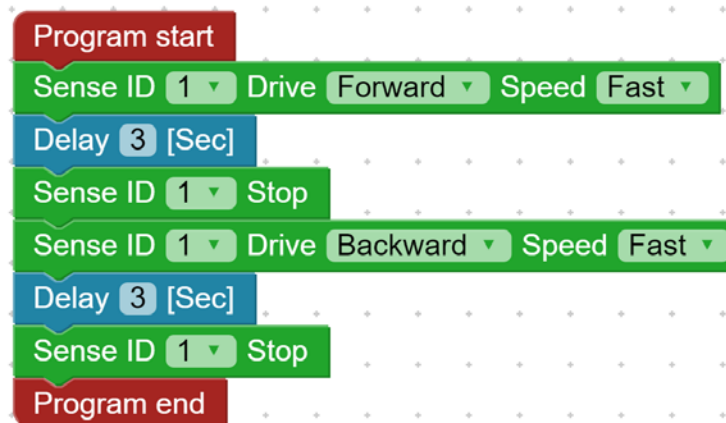 Program start
Sense ID 1 Drive Forward Speed Fast
Delay 3 [Sec]
Sense ID 1 Stop
Sense ID 1 Drive Backward Speed Fast
Delay 3 [Sec]
Sense ID 1 Stop
Program end